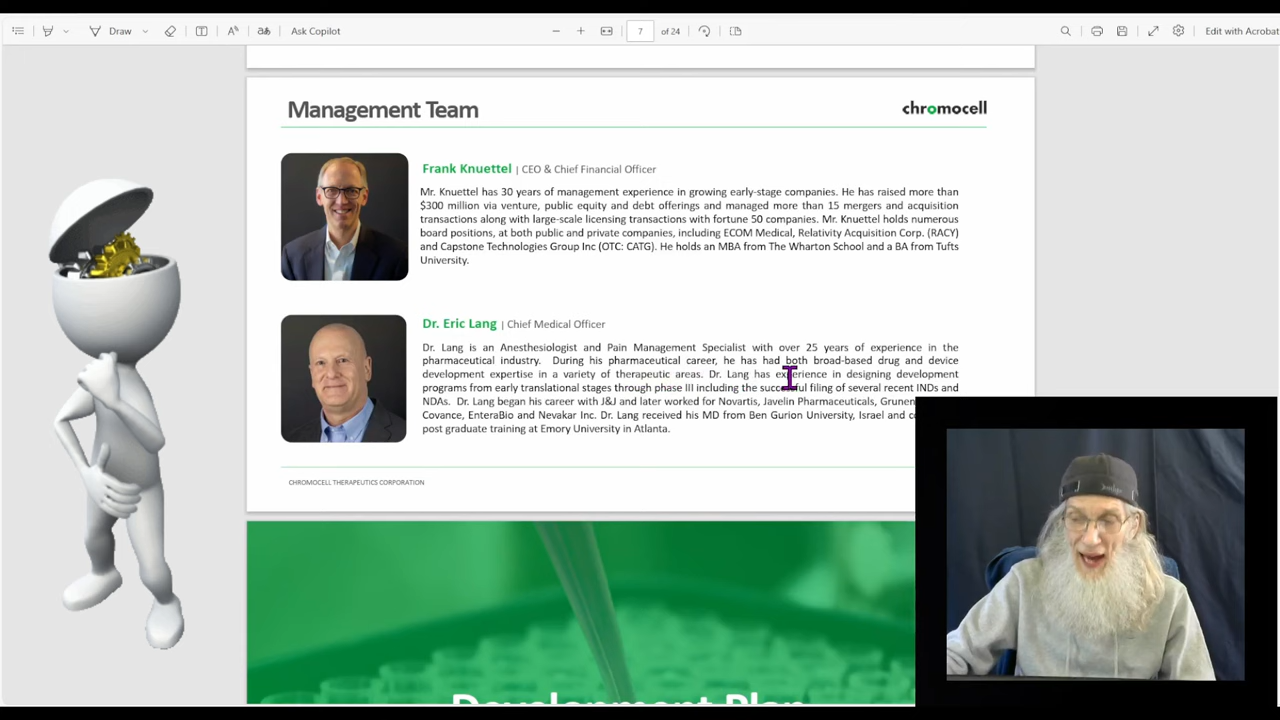 Draw
Ask Copilot
7 of 24
Edit with Acrobat
Management Team
chromocell
Frank Knuettel | CEO & Chief Financial Officer
Mr. Knuettel has 30 years of management experience in growing early-stage companies. He has raised more than
$300 million via venture, public equity and debt offerings and managed more than 15 mergers and acquisition
transactions along with large-scale licensing transactions with fortune 50 companies. Mr. Knuettel holds numerous
board positions, at both public and private companies, including ECOM Medical, Relativity Acquisition Corp. (RACY)
and Capstone Technologies Group Inc (OTC: CATG). He holds an MBA from The Wharton School and a BA from Tufts
University.
Dr. Eric Lang | Chief Medical Officer
Dr. Lang is an Anesthesiologist and Pain Management Specialist with over 25 years of experience in the
pharmaceutical industry. During his pharmaceutical career, he has had both broad-based drug and device
development expertise in a variety of therapeutic areas. Dr. Lang has experience in designing development
programs from early translational stages through phase III including the successful filing of several recent INDs and
NDAs. Dr. Lang began his career with J&J and later worked for Novartis, Javelin Pharmaceuticals,
Covance, EnteraBio and Nevakar Inc. Dr. Lang received his MD from Ben Gurion University, Israel and
post graduate training at Emory University in Atlanta.
CHROMOCELL THERAPEUTICS CORPORATION
Development Plan